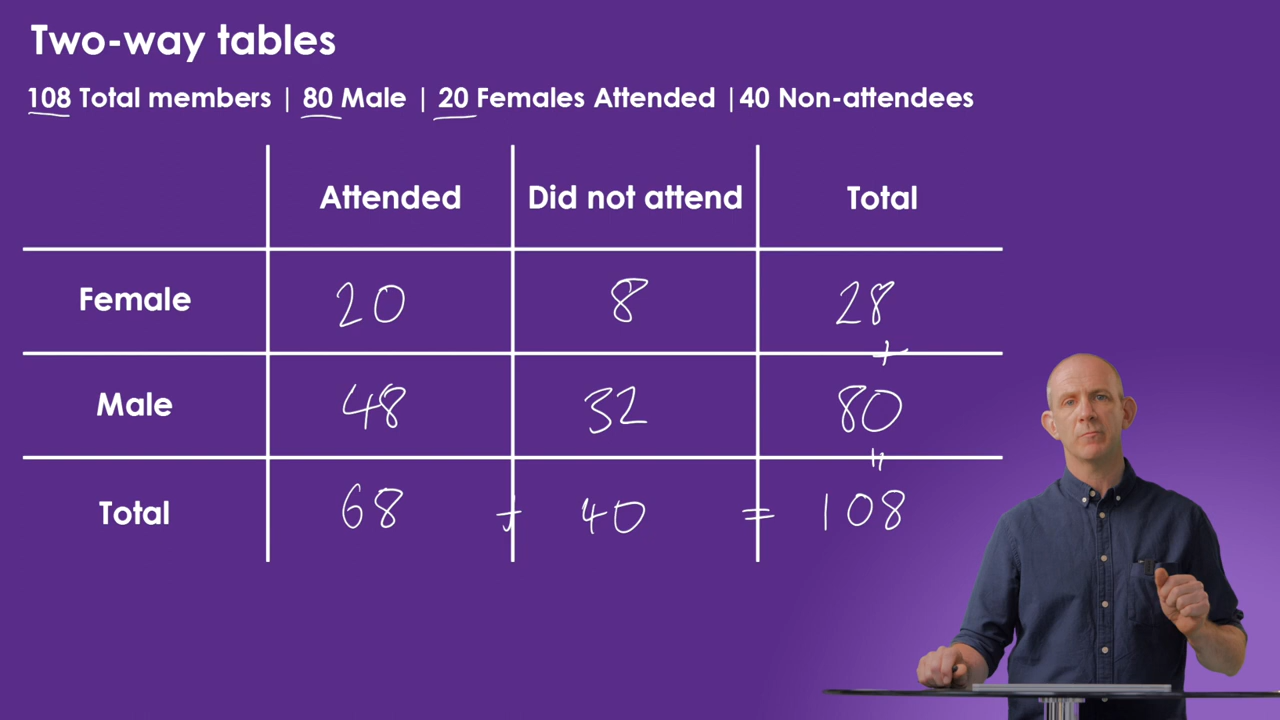 Two-way tables
108 Total members | 80 Male | 20 Females Attended |40 Non-attendees
Attended Did not attend Total
Female 20 8 28
+
Male 48 32 80
=
Total 68 + 40 = 108